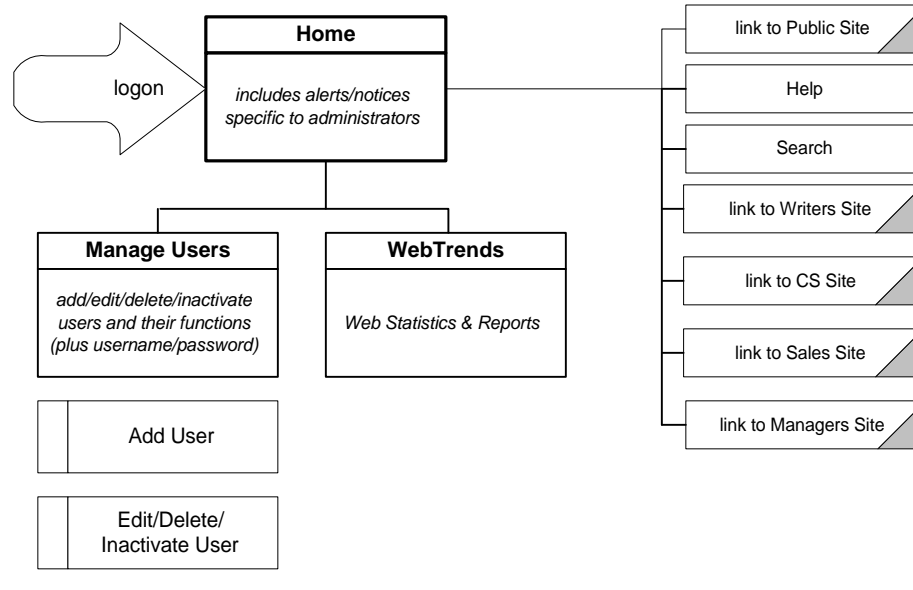 logon
Home
includes alerts/notices
specific to administrators
Manage Users
add/edit/delete/inactivate
users and their functions
(plus username/password)
WebTrends
Web Statistics & Reports
Add User
Edit/Delete/
Inactivate User
link to Public Site
Help
Search
link to Writers Site
link to CS Site
link to Sales Site
link to Managers Site